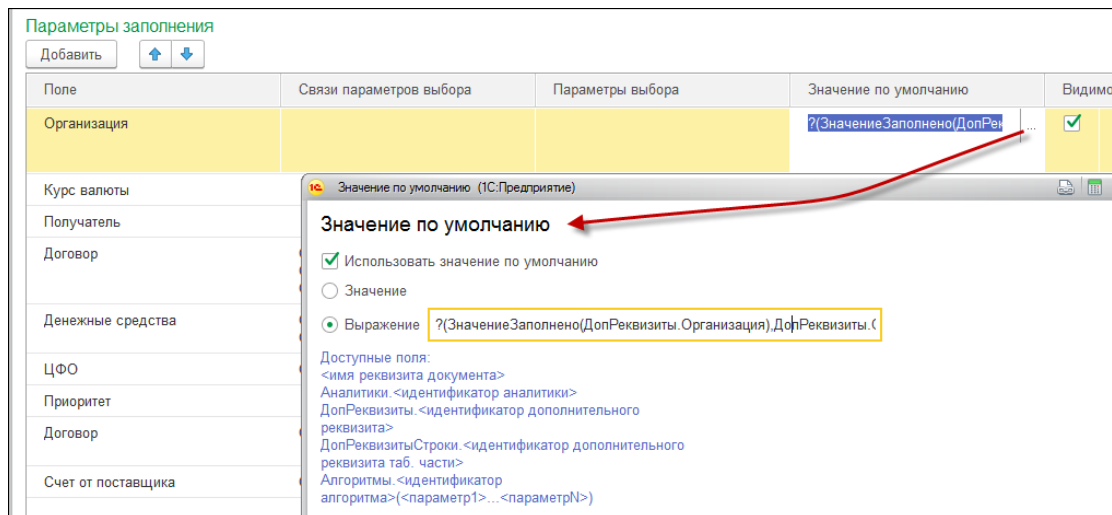 Параметры заполнения
Добавить
Поле Связи параметров выбора Параметры выбора Значение по умолчанию Видимо
Организация ?(ЗначениеЗаполнено(ДопРек ...
Курс валюты
Получатель
Договор
Денежные средства
ЦФО
Приоритет
Договор
Счет от поставщика
1С Значение по умолчанию (1С:Предприятие)
Значение по умолчанию
Использовать значение по умолчанию
Значение
Выражение ?(ЗначениеЗаполнено(ДопРеквизиты.Организация),ДопРеквизиты.
Доступные поля:
<имя реквизита документа>
Аналитики.<идентификатор аналитики>
ДопРеквизиты.<идентификатор дополнительного
реквизита>
ДопРеквизитыСтроки.<идентификатор дополнительного
реквизита таб. части>
Алгоритмы.<идентификатор
алгоритма>(<параметр1>...<параметрN>)